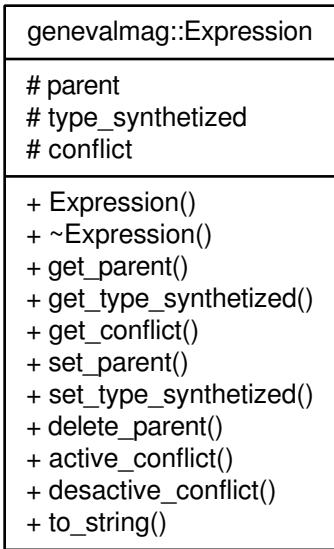 genevalmag::Expression
# parent
# type_synthetized
# conflict
+ Expression()
+ ~Expression()
+ get_parent()
+ get_type_synthetized()
+ get_conflict()
+ set_parent()
+ set_type_synthetized()
+ delete_parent()
+ active_conflict()
+ desactive_conflict()
+ to_string()